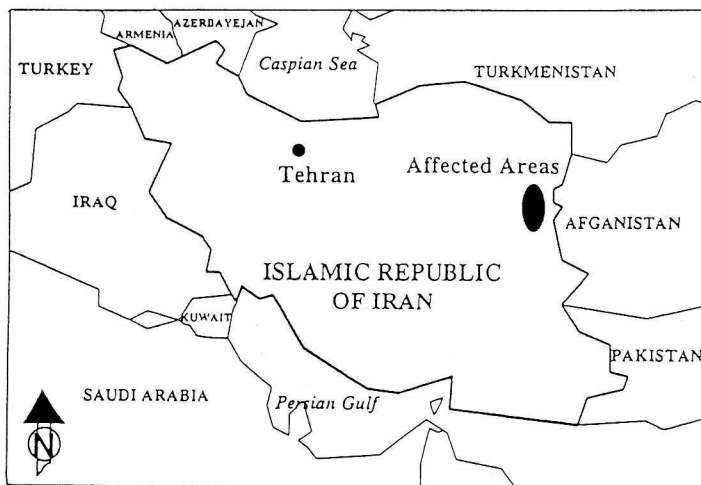 AZERBAYEJAN
ARMENIA
TURKEY
Caspian Sea
TURKMENISTAN
Tehran
Affected Areas
IRAQ
AFGANISTAN
ISLAMIC REPUBLIC
OF IRAN
KUWAIT
PAKISTAN
SAUDI ARABIA
Persian Gulf
N